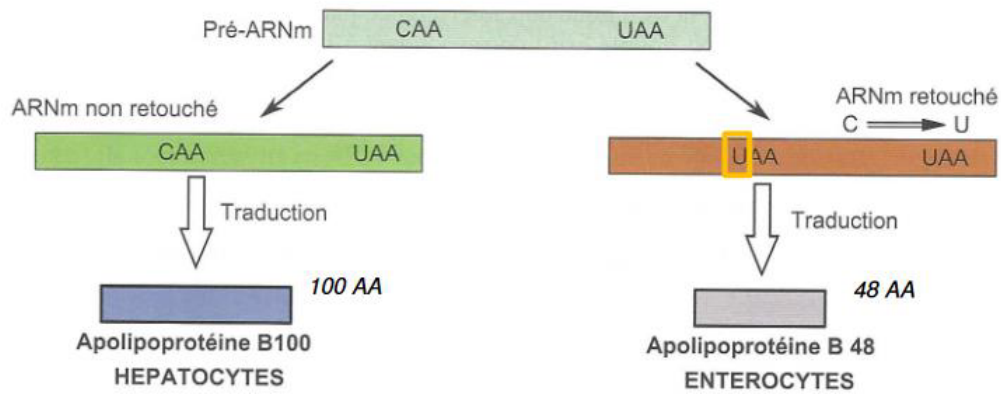 Pré-ARNm
CAA UAA
ARNm non retouché
ARNm retouché
C U
CAA UAA
UAA UAA
Traduction
Traduction
100 AA
48 AA
Apolipoprotéine B100
HEPATOCYTES
Apolipoprotéine B 48
ENTEROCYTES